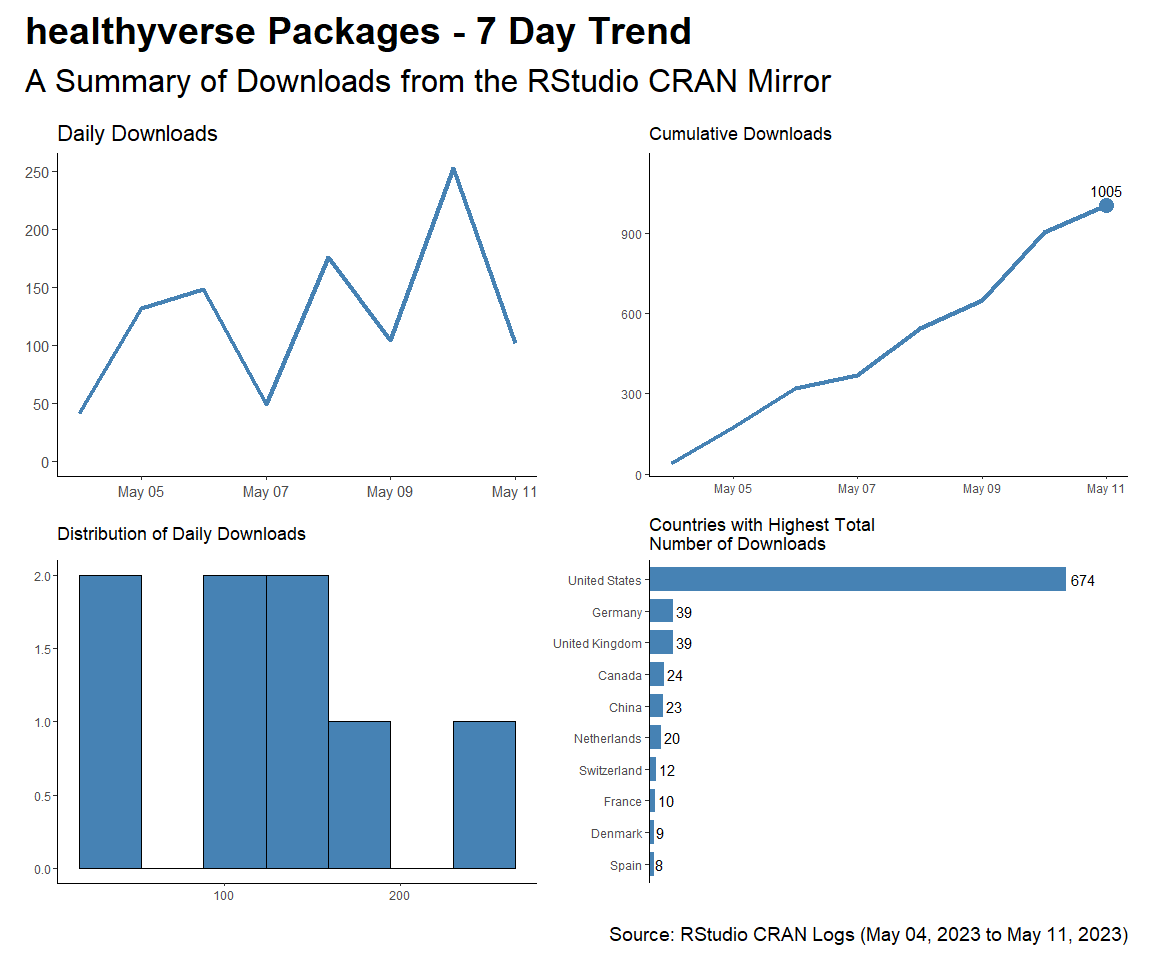 healthyverse Packages - 7 Day Trend
A Summary of Downloads from the RStudio CRAN Mirror
Daily Downloads
250
200
150
100
50
0
May 05 May 07 May 09 May 11
Cumulative Downloads
1005
900
600
300
0
May 05 May 07 May 09 May 11
Distribution of Daily Downloads
2.0
1.5
1.0
0.5
0.0
100 200
Countries with Highest Total
Number of Downloads
United States 674
Germany 39
United Kingdom 39
Canada 24
China 23
Netherlands 20
Switzerland 12
France 10
Denmark 9
Spain 8
Source: RStudio CRAN Logs (May 04, 2023 to May 11, 2023)